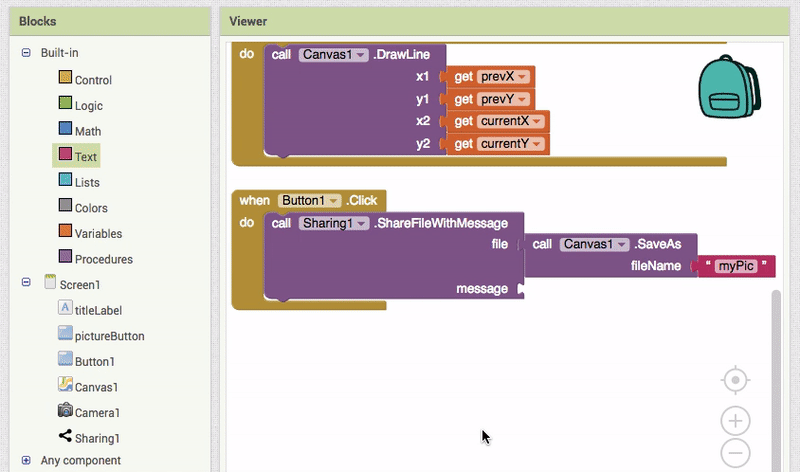 Blocks
Viewer
Built-in
Control
Logic
Math
Text
Lists
Colors
Variables
Procedures
Screen1
titleLabel
pictureButton
Button1
Canvas1
Camera1
Sharing1
Any component
do call Canvas1 .DrawLine
x1 get prevX
y1 get prevY
x2 get currentX
y2 get currentY
when Button1 .Click
do call Sharing1 .ShareFileWithMessage
file call Canvas1 .SaveAs
fileName “ myPic ”
message